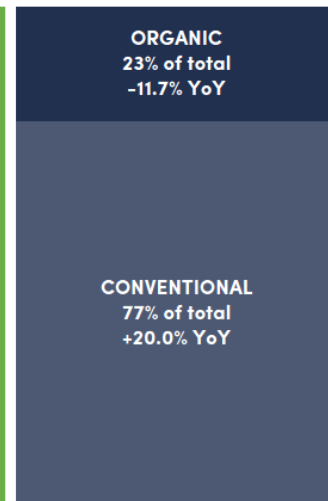 ORGANIC
23% of total
-11.7% YoY
CONVENTIONAL
77% of total
+20.0% YoY